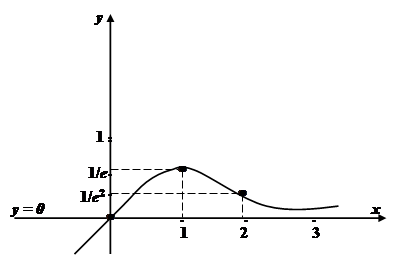 y
1
1/e
1/e²
y = 0
x
1 2 3